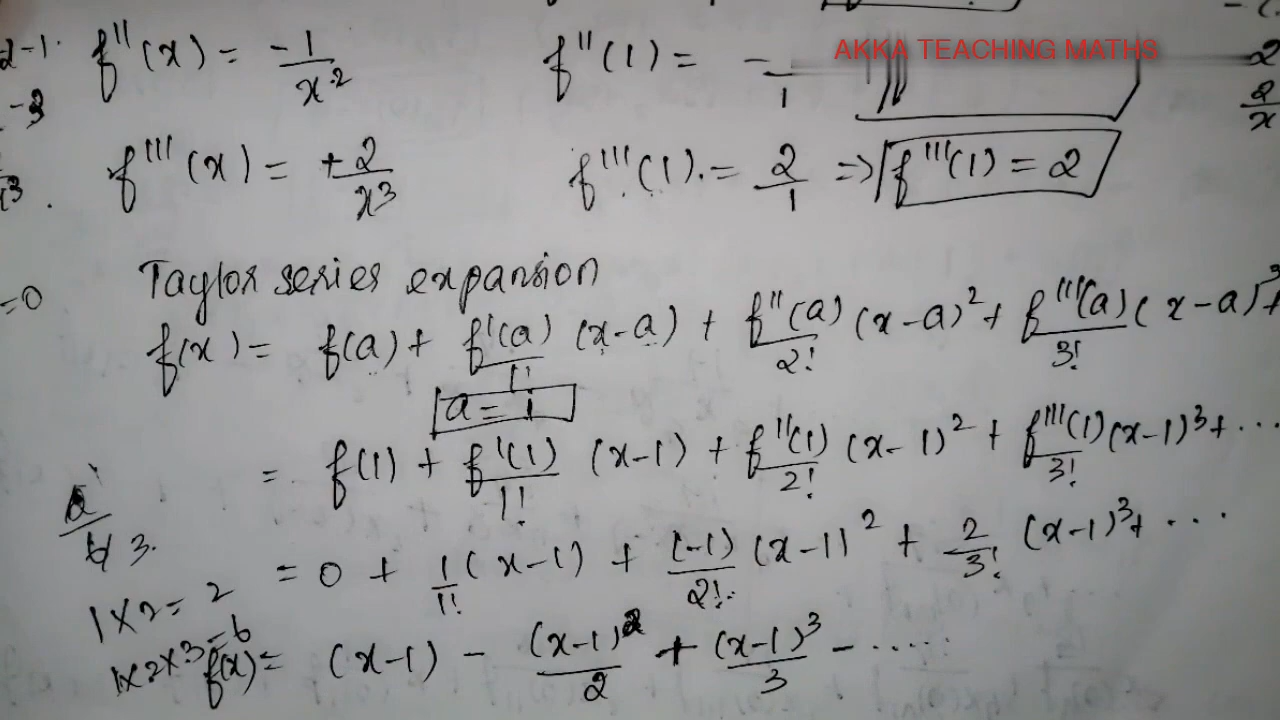 AKKA TEACHING MATHS
f''(x) = -1/x² f''(1) = -/1
f'''(x) = +2/x³ f'''(1) = 2/1 ⇒ f'''(1) = 2
Taylor series expansion
f(x) = f(a) + f'(a)/1! (x-a) + f''(a)/2! (x-a)² + f'''(a)/3! (x-a)³ +
a = 1
= f(1) + f'(1)/1! (x-1) + f''(1)/2! (x-1)² + f'''(1)/3! (x-1)³ + ...
= 0 + 1/1! (x-1) + (-1)/2! (x-1)² + 2/3! (x-1)³ + ...
1×2 = 2
1×2×3 = 6
f(x) = (x-1) - (x-1)²/2 + (x-1)³/3 - ......